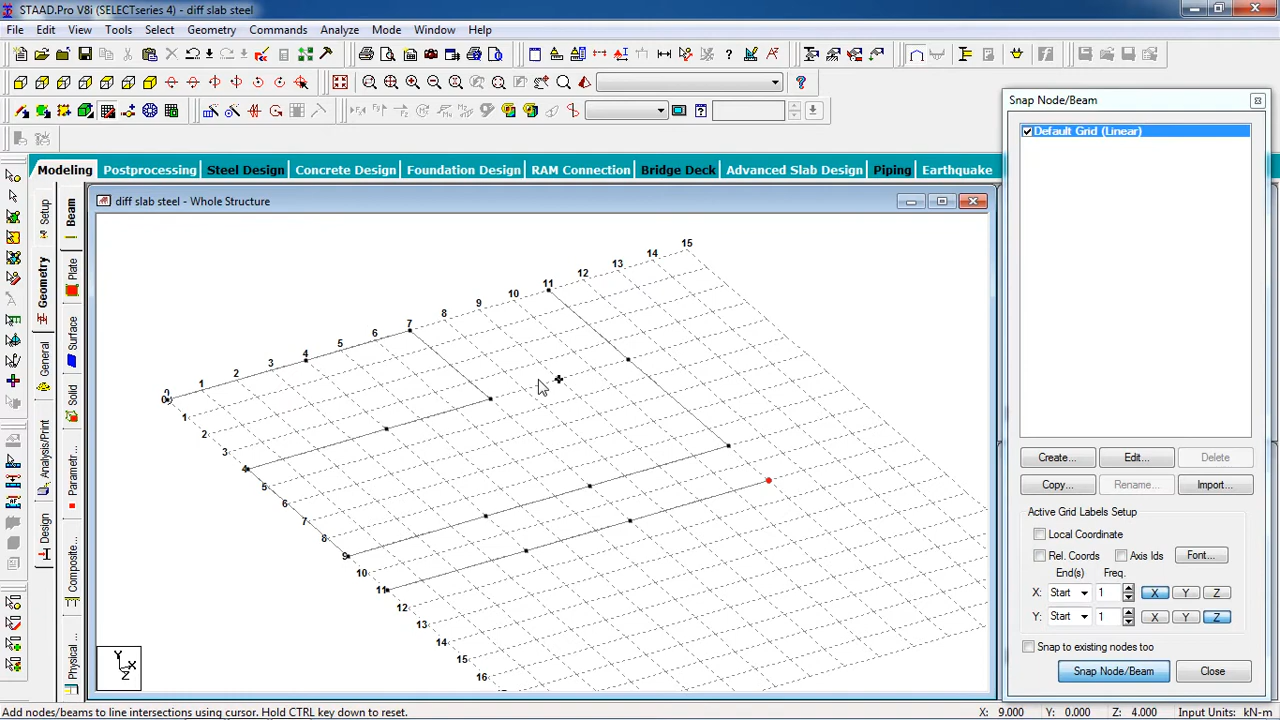 STAAD.Pro V8i (SELECTseries 4) - diff slab steel
File Edit View Tools Select Geometry Commands Analyze Mode Window Help
Modeling Postprocessing Steel Design Concrete Design Foundation Design RAM Connection Bridge Deck Advanced Slab Design Piping Earthquake
diff slab steel - Whole Structure
Setup
Geometry
General
Analysis/Print
Design
Beam
Plate
Surface
Solid
Parametr...
Composite...
Physical ...
0 1 2 3 4 5 6 7 8 9 10 11 12 13 14 15
0
1
2
3
4
5
6
7
8
9
10
11
12
13
14
15
16
Y
X
Z
Snap Node/Beam
Default Grid (Linear)
Create... Edit... Delete
Copy... Rename... Import...
Active Grid Labels Setup
Local Coordinate
Rel. Coords Axis Ids Font...
End(s) Freq.
X: Start 1 X Y Z
Y: Start 1 X Y Z
Snap to existing nodes too
Snap Node/Beam Close
Add nodes/beams to line intersections using cursor. Hold CTRL key down to reset. X: 9.000 Y: 0.000 Z: 4.000 Input Units: kN-m